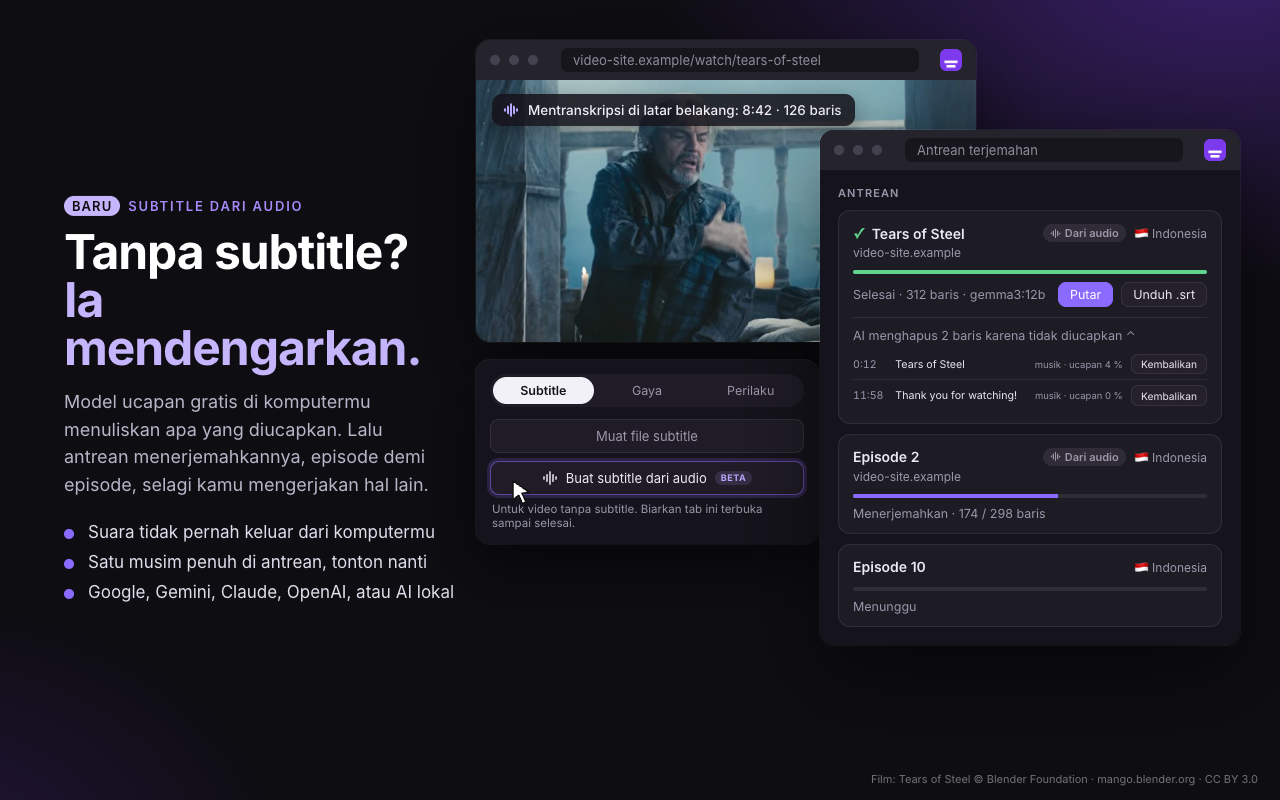 BARU SUBTITLE DARI AUDIO
Tanpa subtitle?
Ia
mendengarkan.
Model ucapan gratis di komputermu
menuliskan apa yang diucapkan. Lalu
antrean menerjemahkannya, episode demi
episode, selagi kamu mengerjakan hal lain.
Suara tidak pernah keluar dari komputermu
Satu musim penuh di antrean, tonton nanti
Google, Gemini, Claude, OpenAI, atau AI lokal
video-site.example/watch/tears-of-steel
Mentranskripsi di latar belakang: 8:42 · 126 baris
Subtitle Gaya Perilaku
Muat file subtitle
Buat subtitle dari audio BETA
Untuk video tanpa subtitle. Biarkan tab ini terbuka
sampai selesai.
Antrean terjemahan
ANTREAN
✓ Tears of Steel Dari audio 🇮🇩 Indonesia
video-site.example
Selesai · 312 baris · gemma3:12b Putar Unduh .srt
AI menghapus 2 baris karena tidak diucapkan ^
0:12 Tears of Steel musik · ucapan 4 % Kembalikan
11:58 Thank you for watching! musik · ucapan 0 % Kembalikan
Episode 2 Dari audio 🇮🇩 Indonesia
video-site.example
Menerjemahkan · 174 / 298 baris
Episode 10 🇮🇩 Indonesia
Menunggu
Film: Tears of Steel © Blender Foundation · mango.blender.org · CC BY 3.0